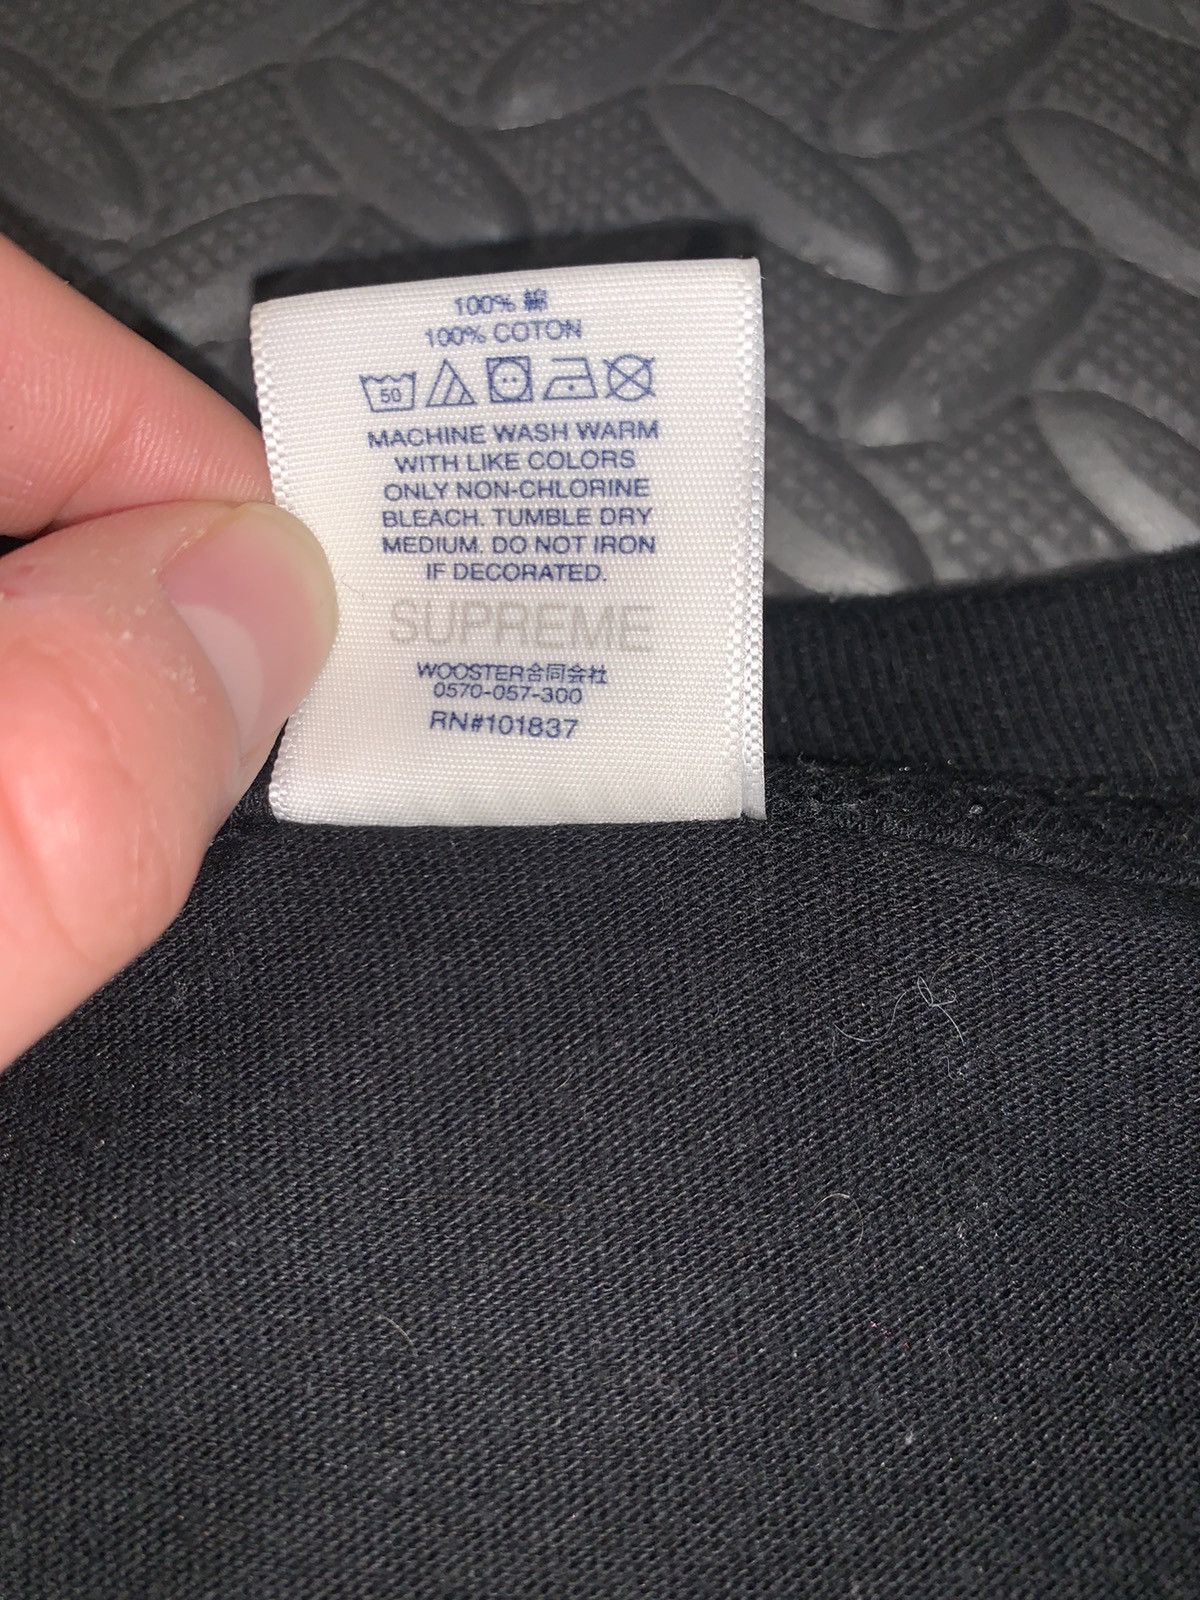 100% 綿
100% COTON
50
MACHINE WASH WARM
WITH LIKE COLORS
ONLY NON-CHLORINE
BLEACH. TUMBLE DRY
MEDIUM. DO NOT IRON
IF DECORATED.
SUPREME
WOOSTER合同会社
0570-057-300
RN#101837